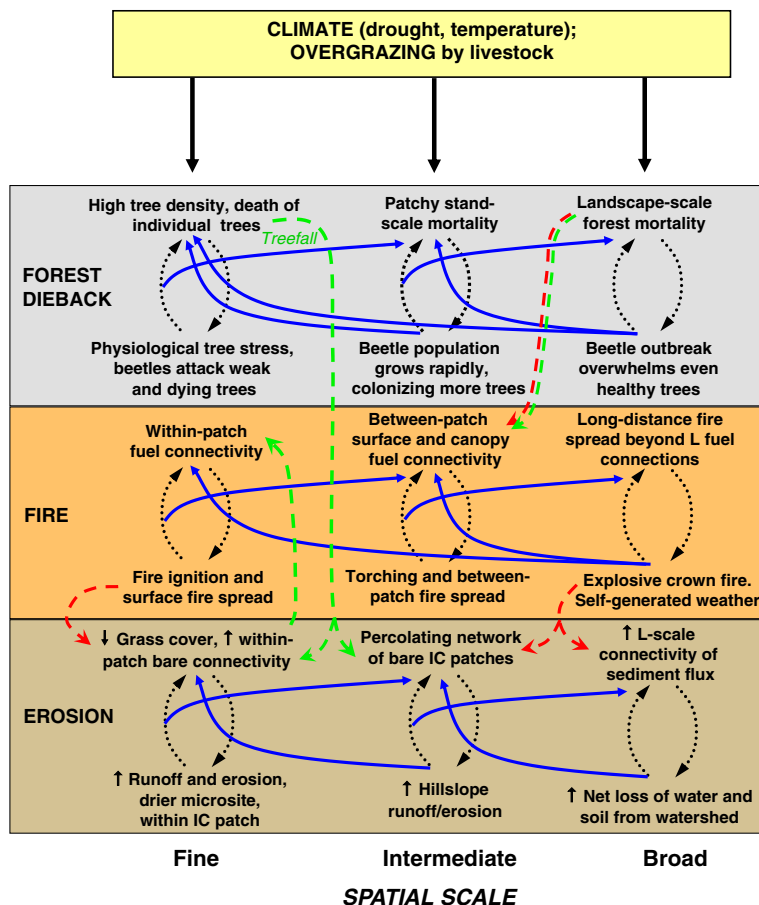 CLIMATE (drought, temperature);
OVERGRAZING by livestock
High tree density, death of
individual trees
Treefall
Patchy stand-
scale mortality
Landscape-scale
forest mortality
FOREST
DIEBACK
Physiological tree stress,
beetles attack weak
and dying trees
Beetle population
grows rapidly,
colonizing more trees
Beetle outbreak
overwhelms even
healthy trees
Within-patch
fuel connectivity
Between-patch
surface and canopy
fuel connectivity
Long-distance fire
spread beyond L fuel
connections
FIRE
Fire ignition and
surface fire spread
Torching and between-
patch fire spread
Explosive crown fire.
Self-generated weather
↓ Grass cover, ↑ within-
patch bare connectivity
Percolating network
of bare IC patches
↑ L-scale
connectivity of
sediment flux
EROSION
↑ Runoff and erosion,
drier microsite,
within IC patch
↑ Hillslope
runoff/erosion
↑ Net loss of water and
soil from watershed
Fine
Intermediate
Broad
SPATIAL SCALE